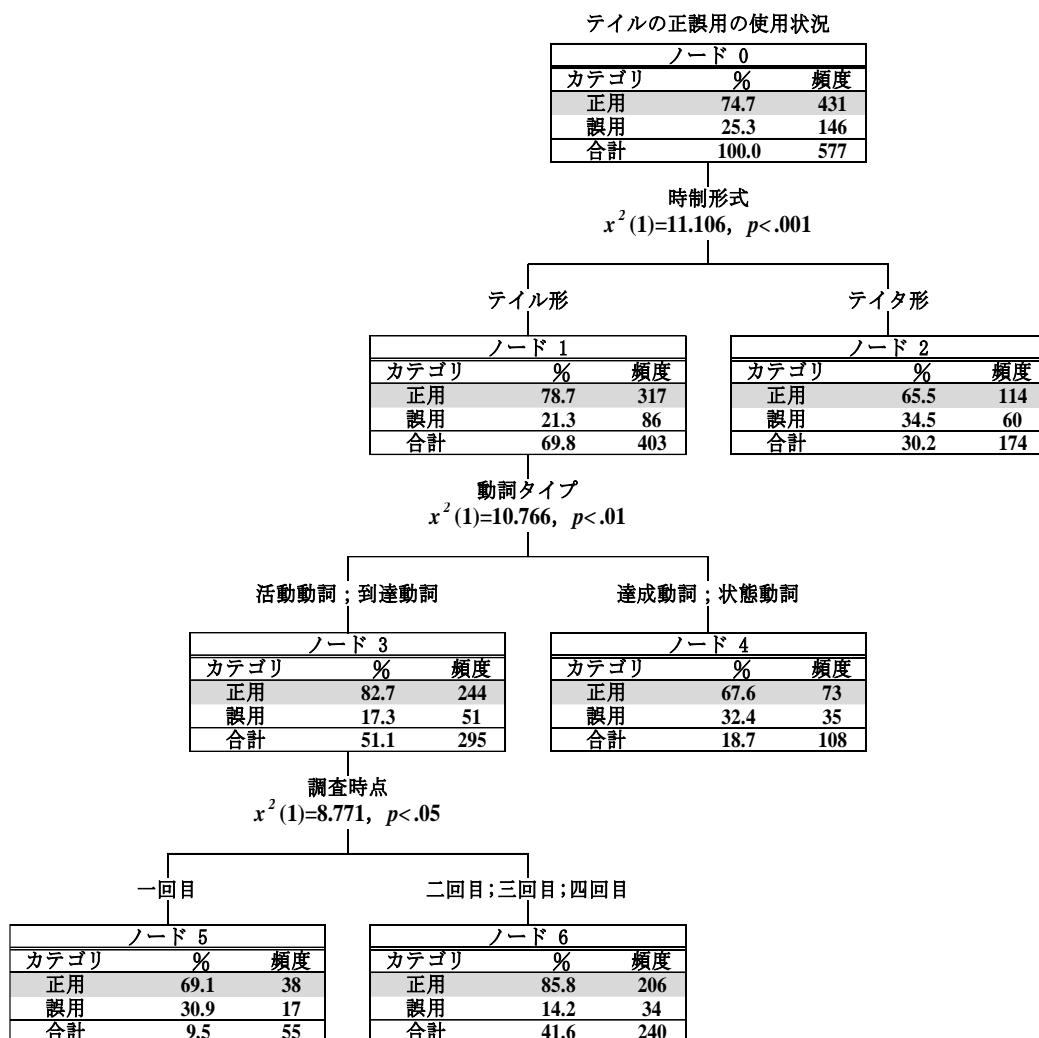 テイルの正誤用の使用状況
ノード 0
カテゴリ % 頻度
正用 74.7 431
誤用 25.3 146
合計 100.0 577
時制形式
x²(1)=11.106, p<.001
テイル形 テイタ形
ノード 1
カテゴリ % 頻度
正用 78.7 317
誤用 21.3 86
合計 69.8 403
ノード 2
カテゴリ % 頻度
正用 65.5 114
誤用 34.5 60
合計 30.2 174
動詞タイプ
x²(1)=10.766, p<.01
活動動詞;到達動詞 達成動詞;状態動詞
ノード 3
カテゴリ % 頻度
正用 82.7 244
誤用 17.3 51
合計 51.1 295
ノード 4
カテゴリ % 頻度
正用 67.6 73
誤用 32.4 35
合計 18.7 108
調査時点
x²(1)=8.771, p<.05
一回目 二回目;三回目;四回目
ノード 5
カテゴリ % 頻度
正用 69.1 38
誤用 30.9 17
合計 9.5 55
ノード 6
カテゴリ % 頻度
正用 85.8 206
誤用 14.2 34
合計 41.6 240